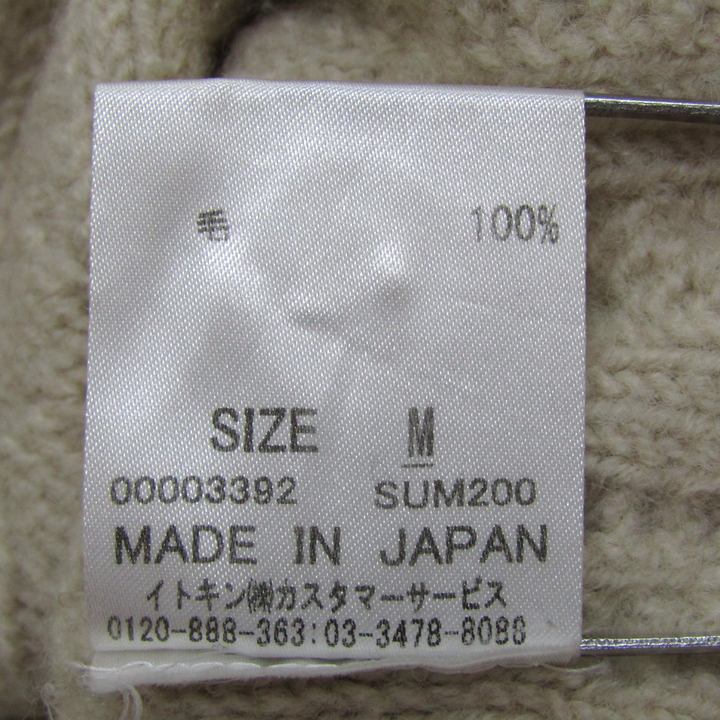 毛 100%
SIZE M
00003392 SUM200
MADE IN JAPAN
イトキン㈱カスタマーサービス
0120-888-363:03-3478-8088